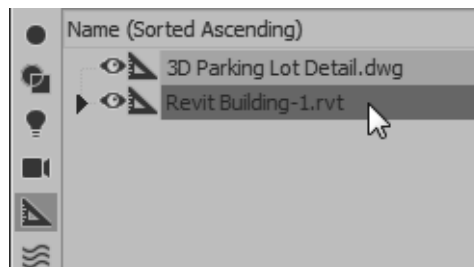 Name (Sorted Ascending)
3D Parking Lot Detail.dwg
Revit Building-1.rvt